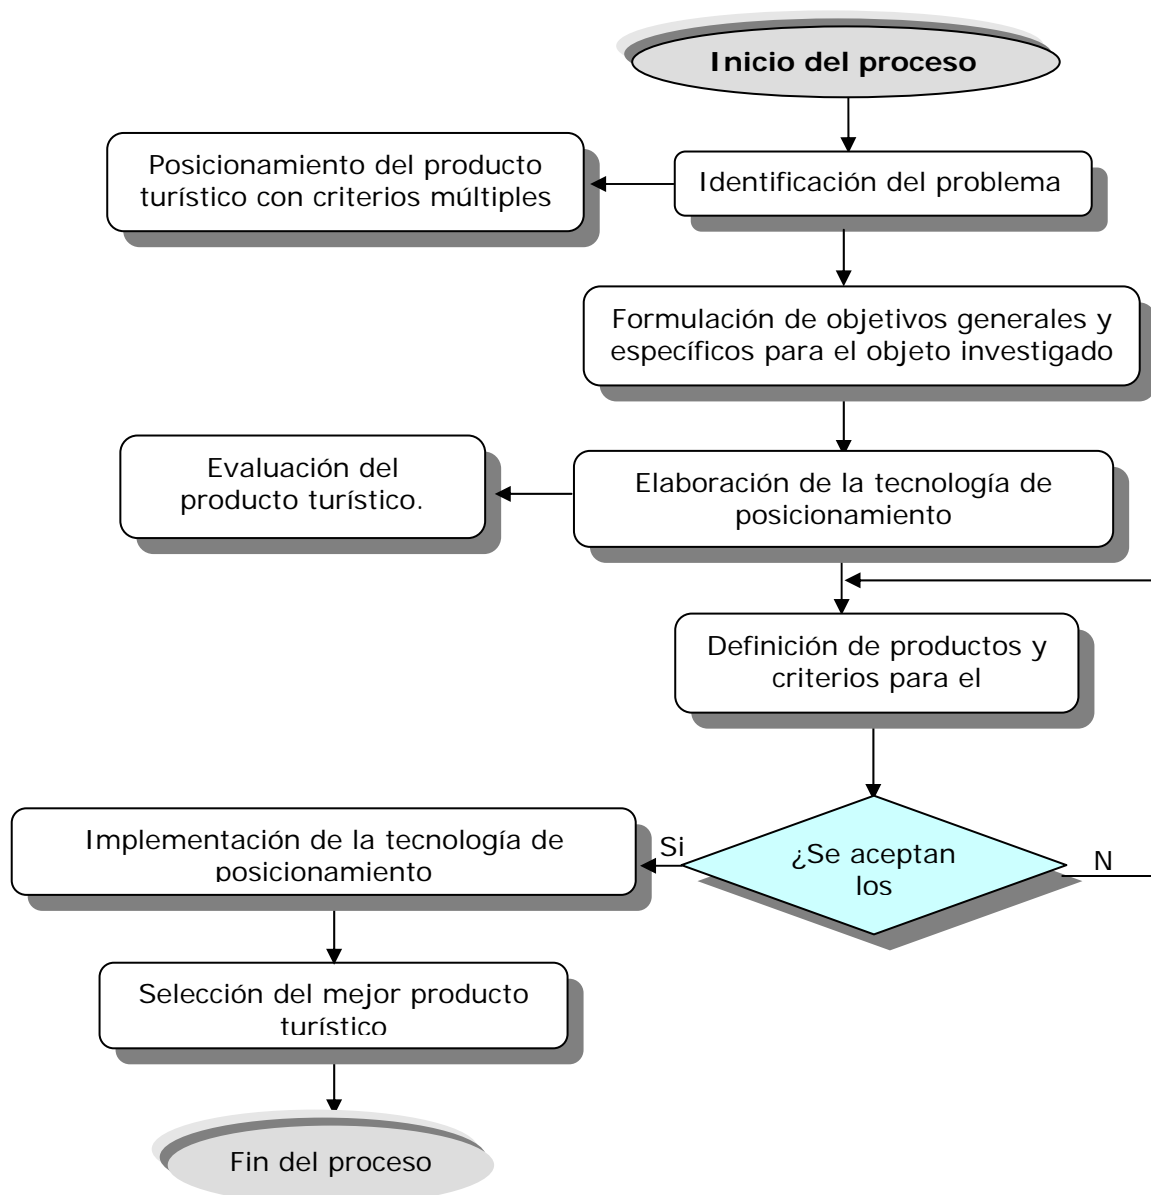 Inicio del proceso
Posicionamiento del producto
turístico con criterios múltiples
Identificación del problema
Formulación de objetivos generales y
específicos para el objeto investigado
Evaluación del
producto turístico.
Elaboración de la tecnología de
posicionamiento
Definición de productos y
criterios para el
¿Se aceptan
los
Si
N
Implementación de la tecnología de
posicionamiento
Selección del mejor producto
turístico
Fin del proceso